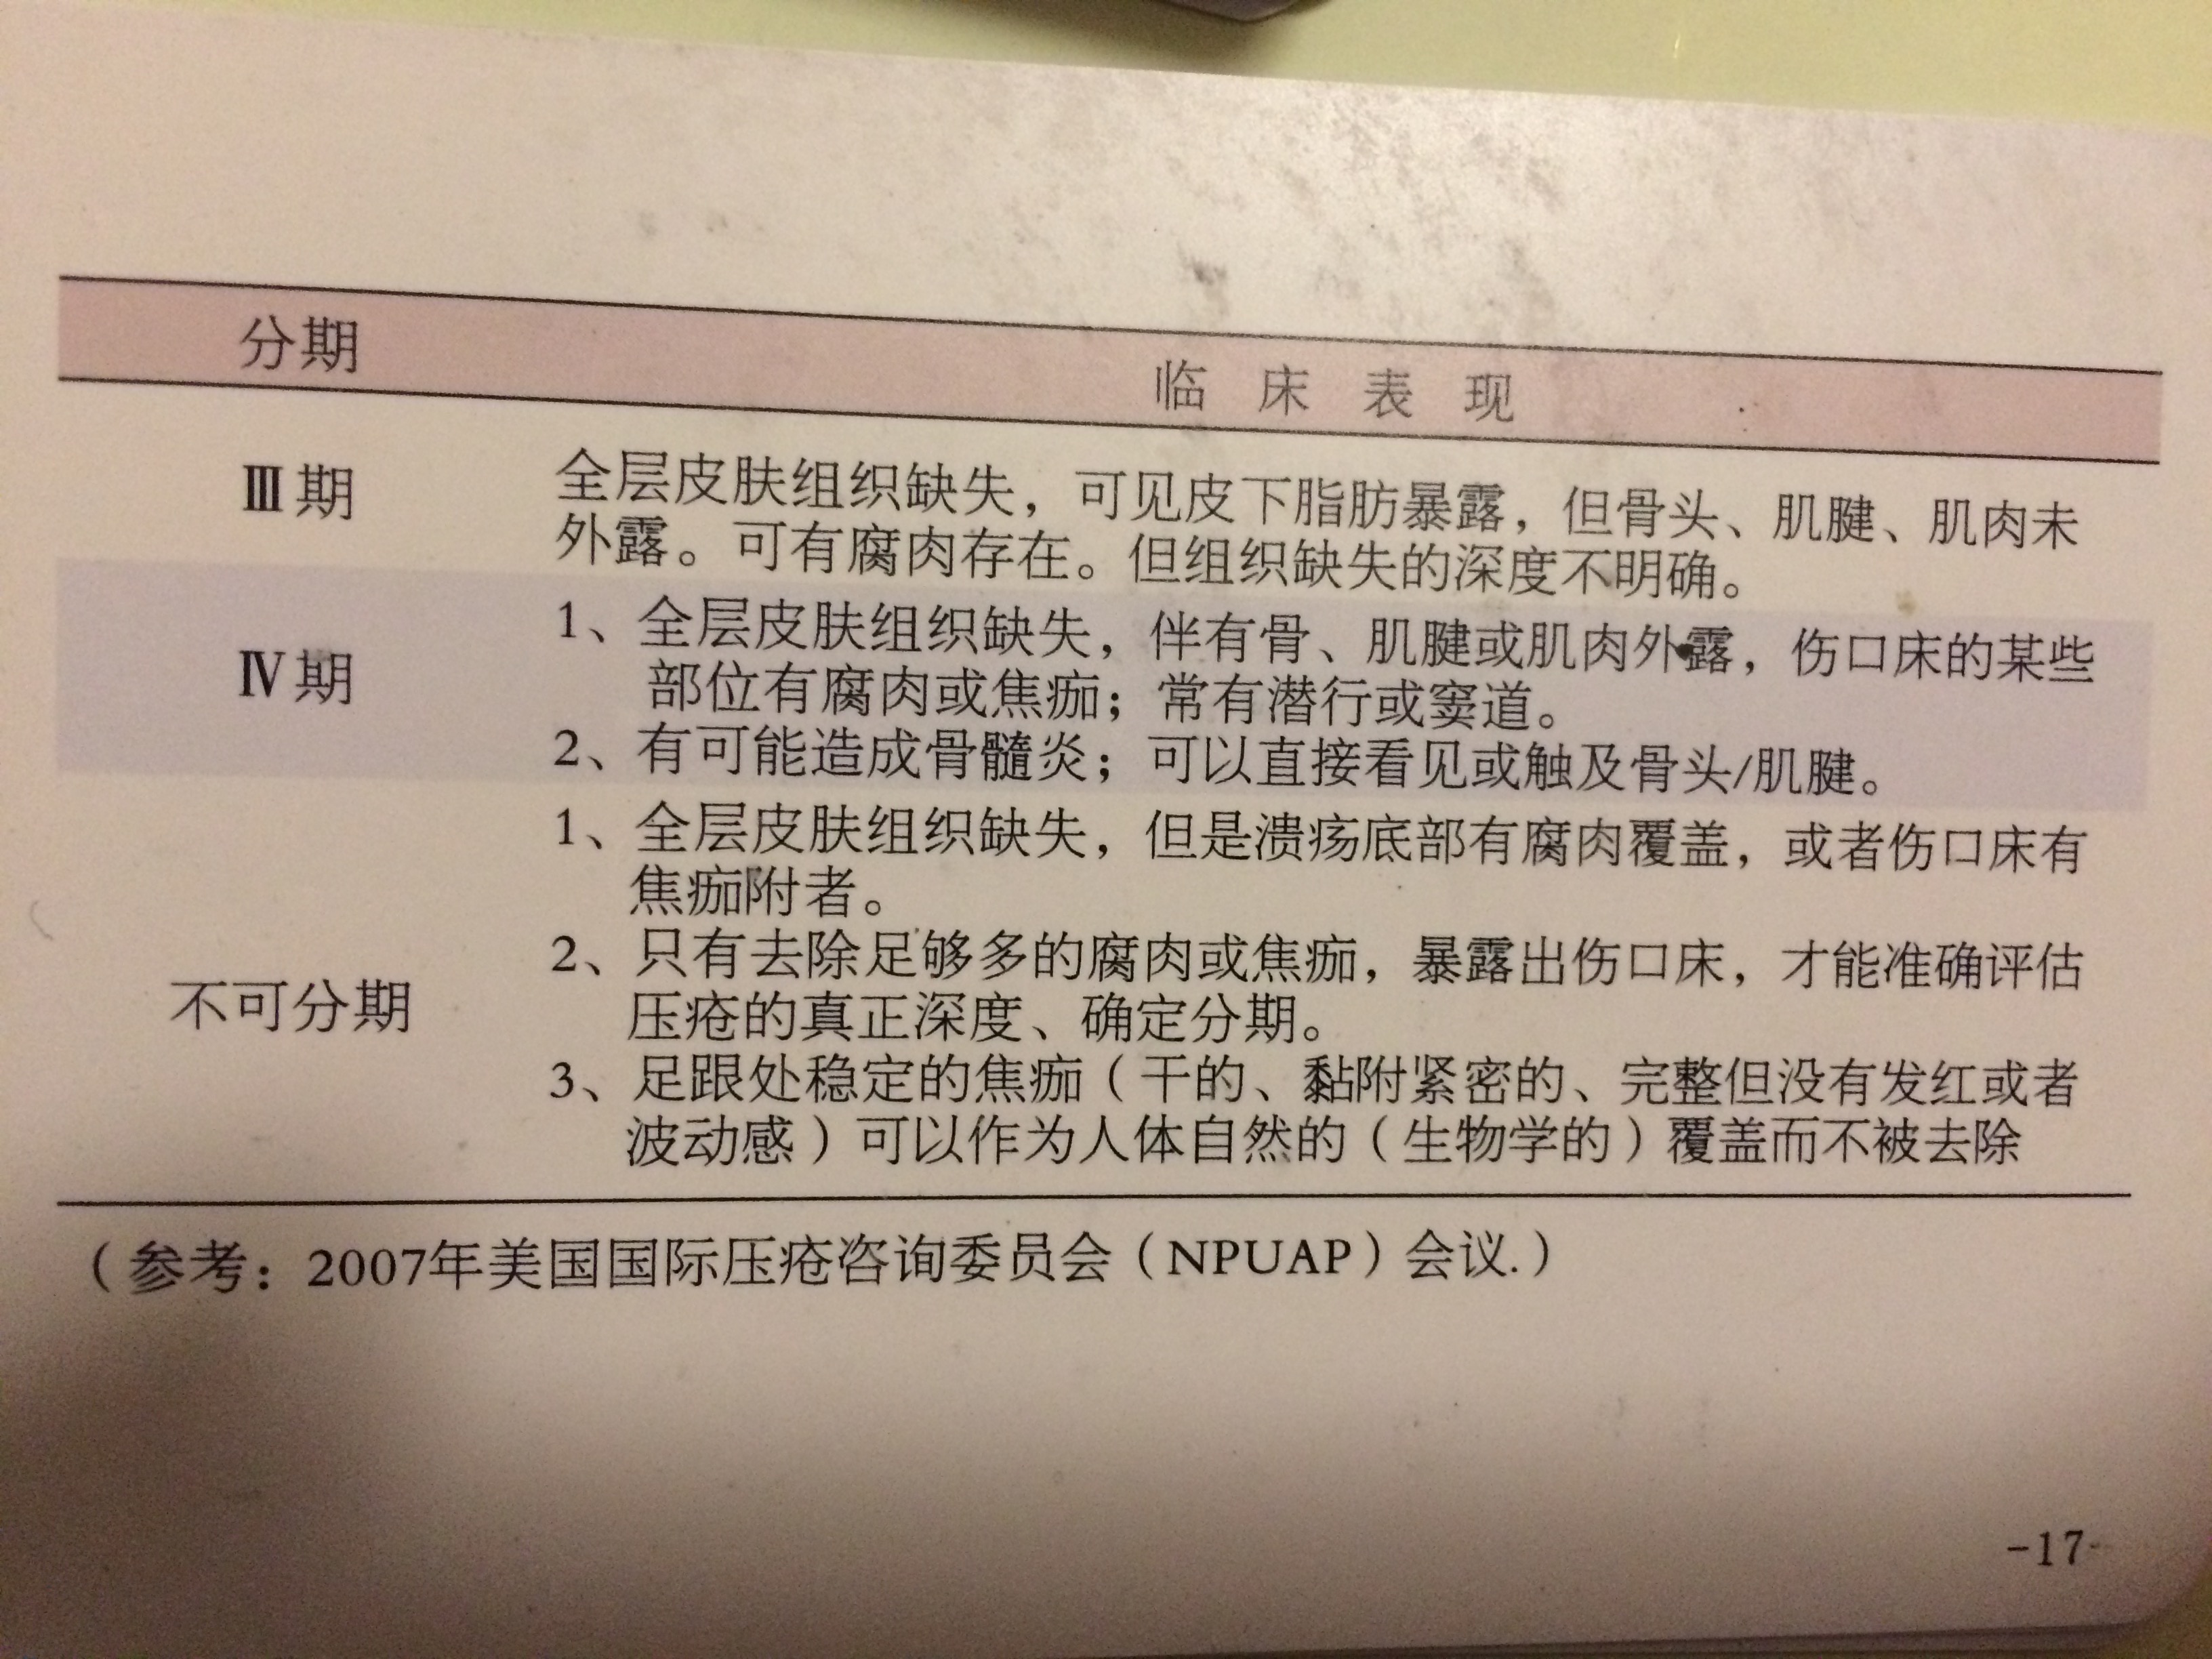 分期 临床表现
Ⅲ期
全层皮肤组织缺失，可见皮下脂肪暴露，但骨头、肌腱、肌肉未
外露。可有腐肉存在。但组织缺失的深度不明确。
Ⅳ期
1、全层皮肤组织缺失，伴有骨、肌腱或肌肉外露，伤口床的某些
部位有腐肉或焦痂；常有潜行或窦道。
2、有可能造成骨髓炎；可以直接看见或触及骨头/肌腱。
不可分期
1、全层皮肤组织缺失，但是溃疡底部有腐肉覆盖，或者伤口床有
焦痂附者。
2、只有去除足够多的腐肉或焦痂，暴露出伤口床，才能准确评估
压疮的真正深度、确定分期。
3、足跟处稳定的焦痂（干的、黏附紧密的、完整但没有发红或者
波动感）可以作为人体自然的（生物学的）覆盖而不被去除
（参考：2007年美国国际压疮咨询委员会（NPUAP）会议.）
-17-